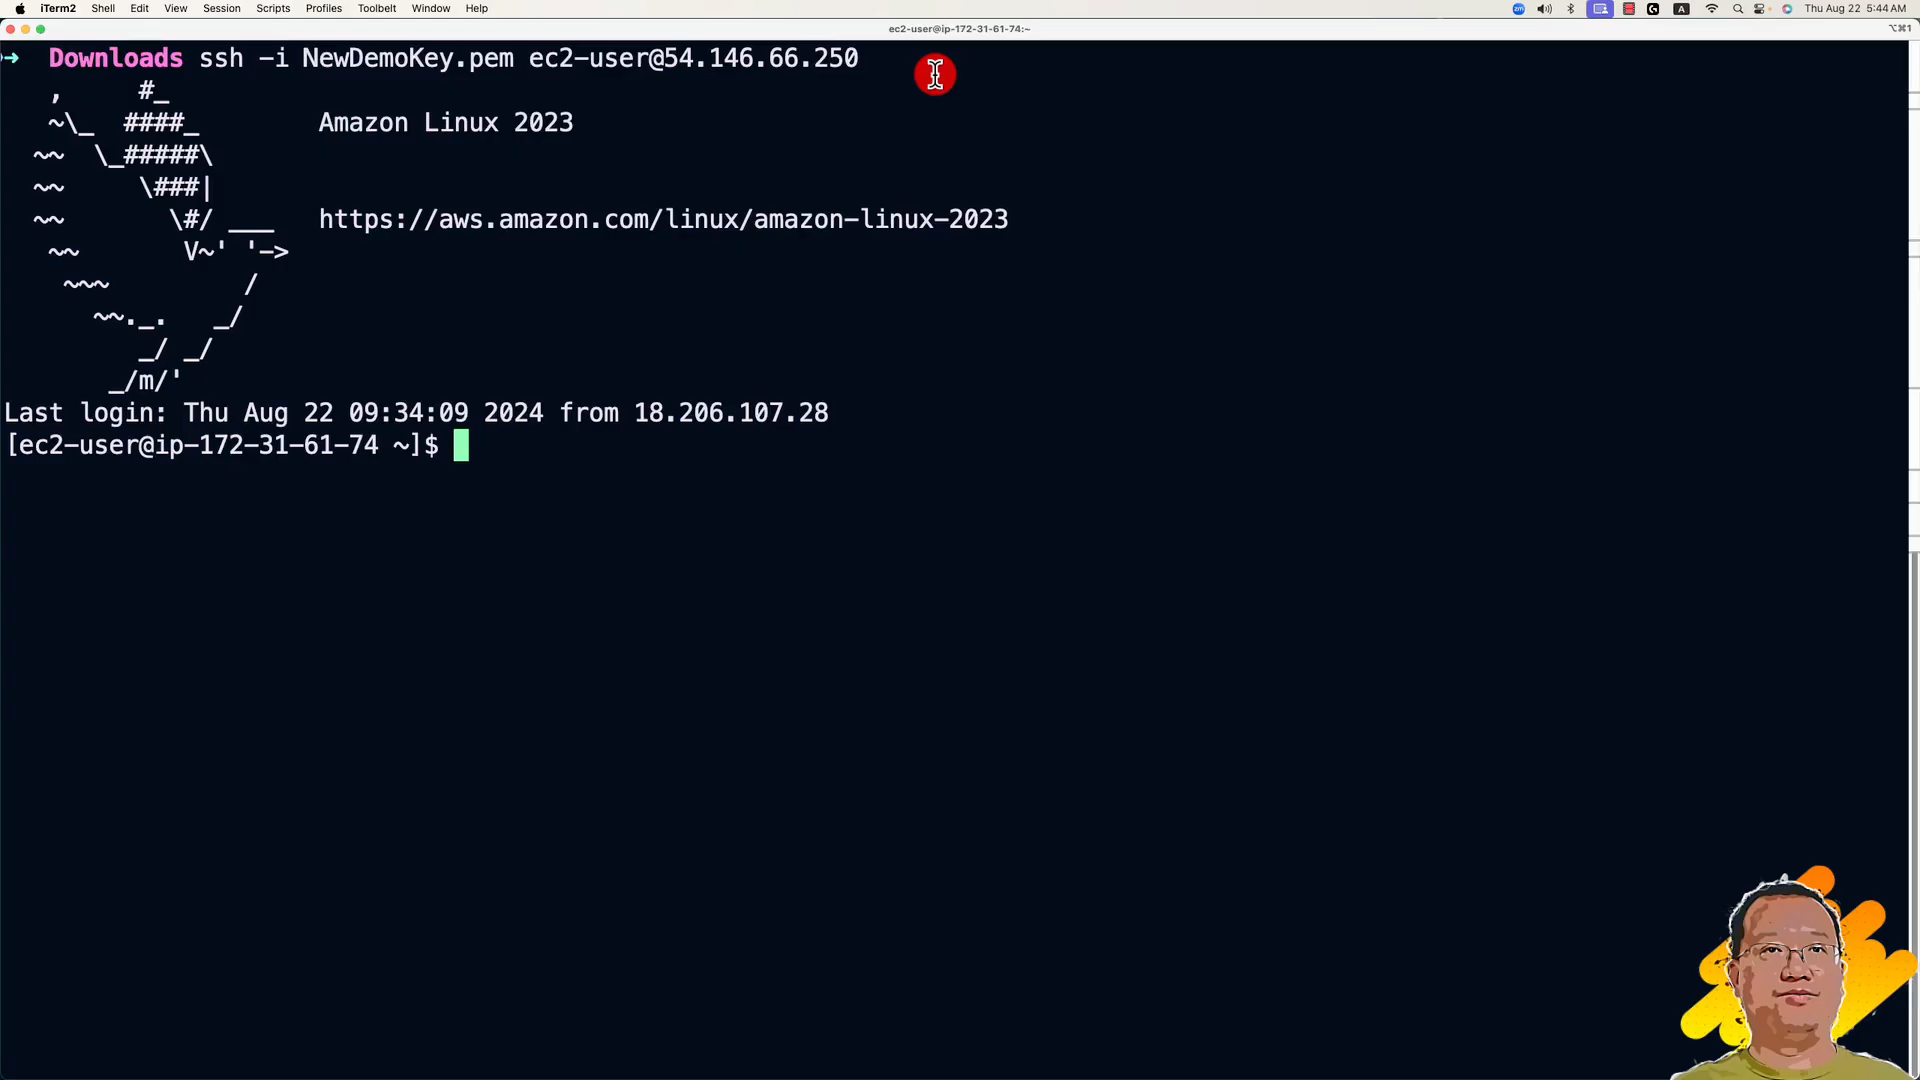 iTerm2 Shell Edit View Session Scripts Profiles Toolbelt Window Help zm A Thu Aug 22 5:44 AM
ec2-user@ip-172-31-61-74:~ ⌥⌘1
→ Downloads ssh -i NewDemoKey.pem ec2-user@54.146.66.250
   ,     #_
   ~\_  ####_        Amazon Linux 2023
  ~~  \_#####\
  ~~     \###|
  ~~       \#/ ___   https://aws.amazon.com/linux/amazon-linux-2023
   ~~       V~' '->
    ~~~         /
      ~~._.   _/
         _/ _/
       _/m/'
Last login: Thu Aug 22 09:34:09 2024 from 18.206.107.28
[ec2-user@ip-172-31-61-74 ~]$